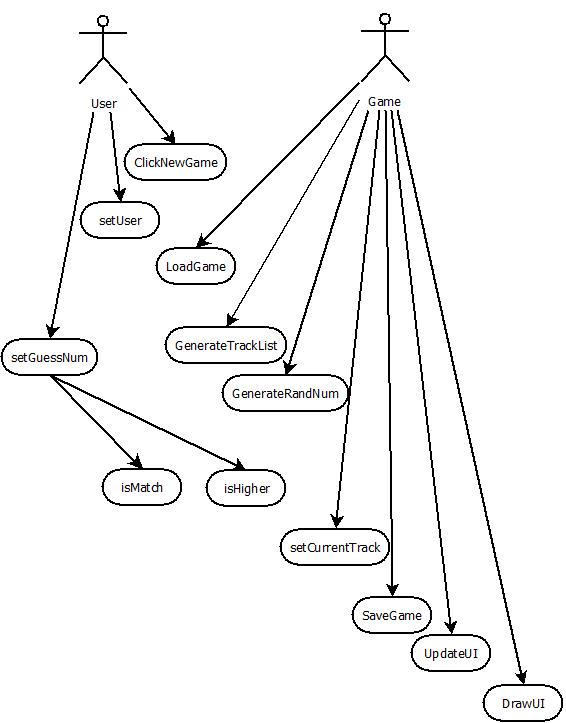 User
Game
ClickNewGame
setUser
LoadGame
GenerateTrackList
setGuessNum
GenerateRandNum
isMatch
isHigher
setCurrentTrack
SaveGame
UpdateUI
DrawUI